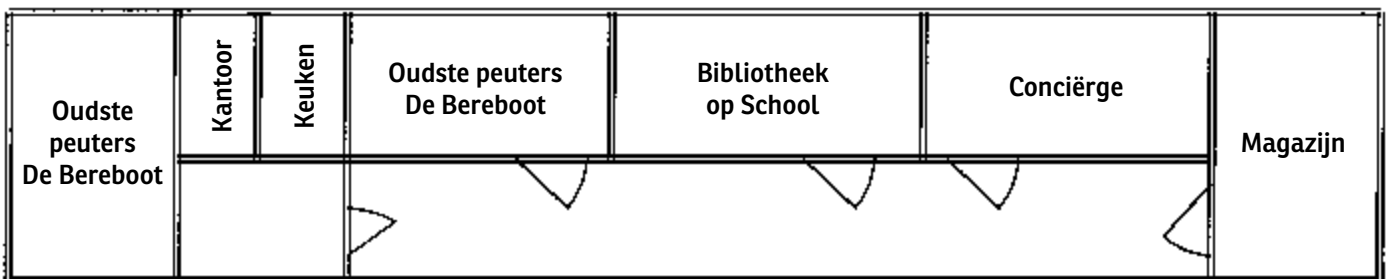 Oudste
peuters
De Bereboot
Kantoor
Keuken
Oudste peuters
De Bereboot
Bibliotheek
op School
Conciërge
Magazijn